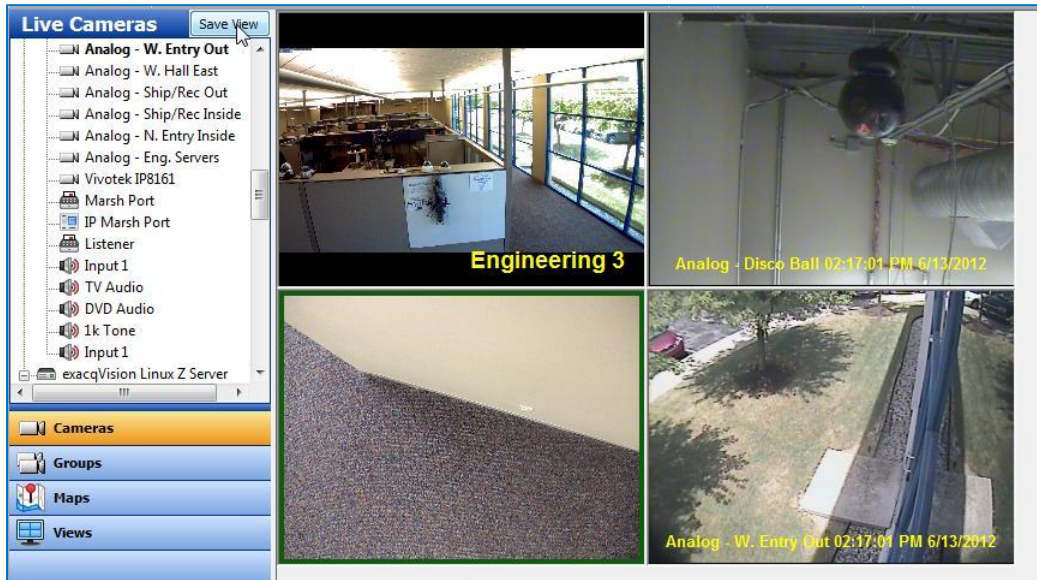 Live Cameras
Save View
Analog - W. Entry Out
Analog - W. Hall East
Analog - Ship/Rec Out
Analog - Ship/Rec Inside
Analog - N. Entry Inside
Analog - Eng. Servers
Vivotek IP8161
Marsh Port
IP Marsh Port
Listener
Input 1
TV Audio
DVD Audio
1k Tone
Input 1
exacqVision Linux Z Server
Cameras
Groups
Maps
Views
Engineering 3
Analog - Disco Ball 02:17:01 PM 6/13/2012
Analog - W. Entry Out 02:17:01 PM 6/13/2012